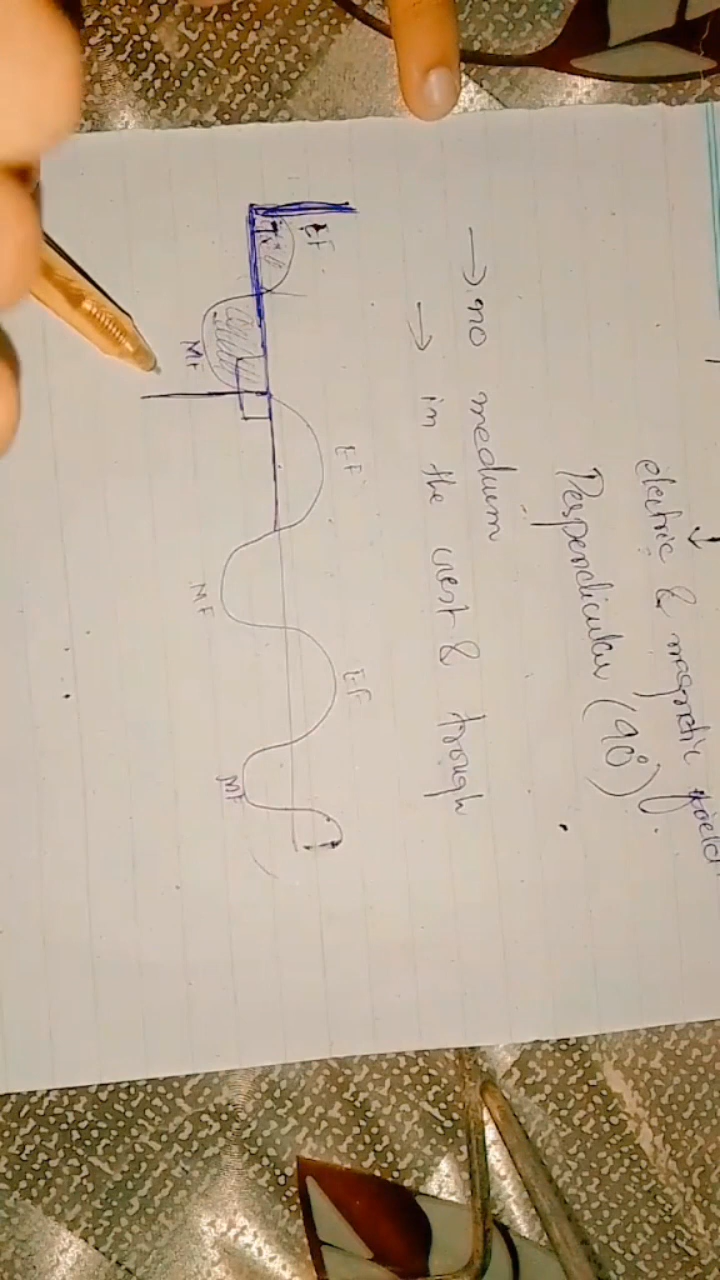 electric & magnetic field
Perpendicular (90°)
→ no medium
→ in the crest & trough
EF
EF
EF
MF
MF
MF